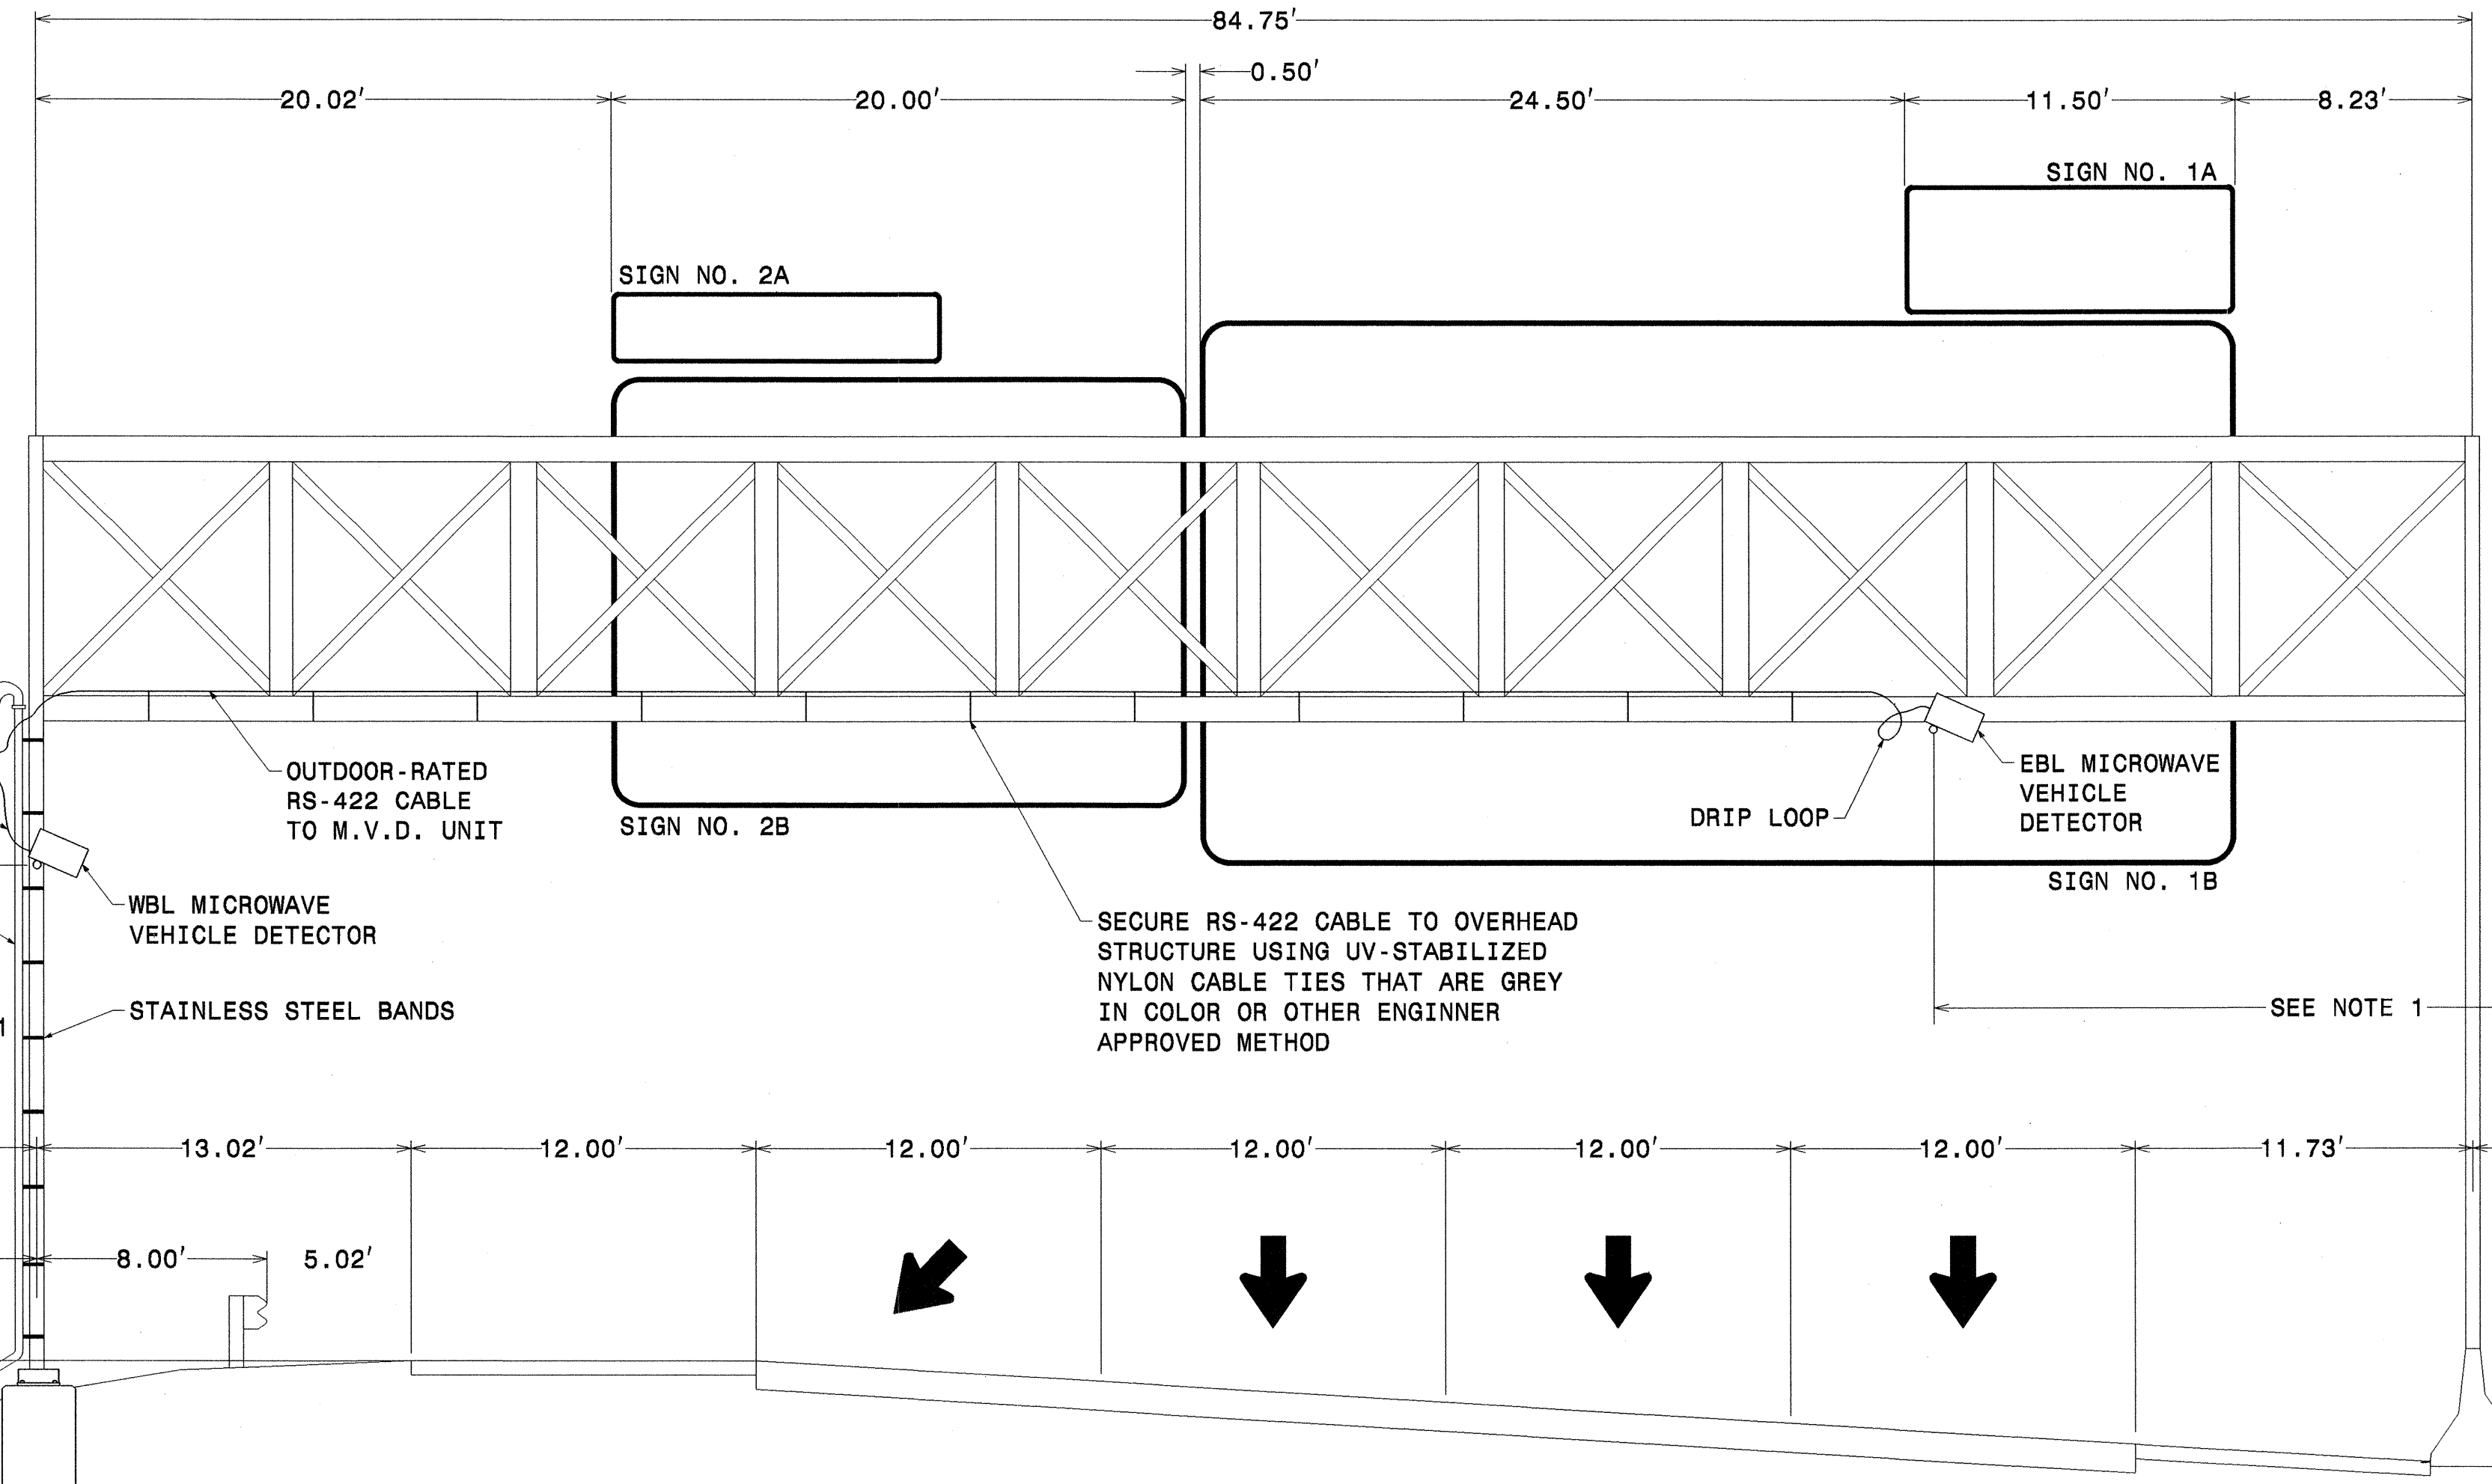 84.75'
0.50'
20.02' 20.00' 24.50' 11.50' 8.23'
SIGN NO. 1A
SIGN NO. 2A
OUTDOOR-RATED
RS-422 CABLE
TO M.V.D. UNIT
SIGN NO. 2B
DRIP LOOP
EBL MICROWAVE
VEHICLE
DETECTOR
SIGN NO. 1B
WBL MICROWAVE
VEHICLE DETECTOR
SECURE RS-422 CABLE TO OVERHEAD
STRUCTURE USING UV-STABILIZED
NYLON CABLE TIES THAT ARE GREY
IN COLOR OR OTHER ENGINNER
APPROVED METHOD
STAINLESS STEEL BANDS
SEE NOTE 1
1
13.02' 12.00' 12.00' 12.00' 12.00' 12.00' 11.73'
8.00' 5.02'